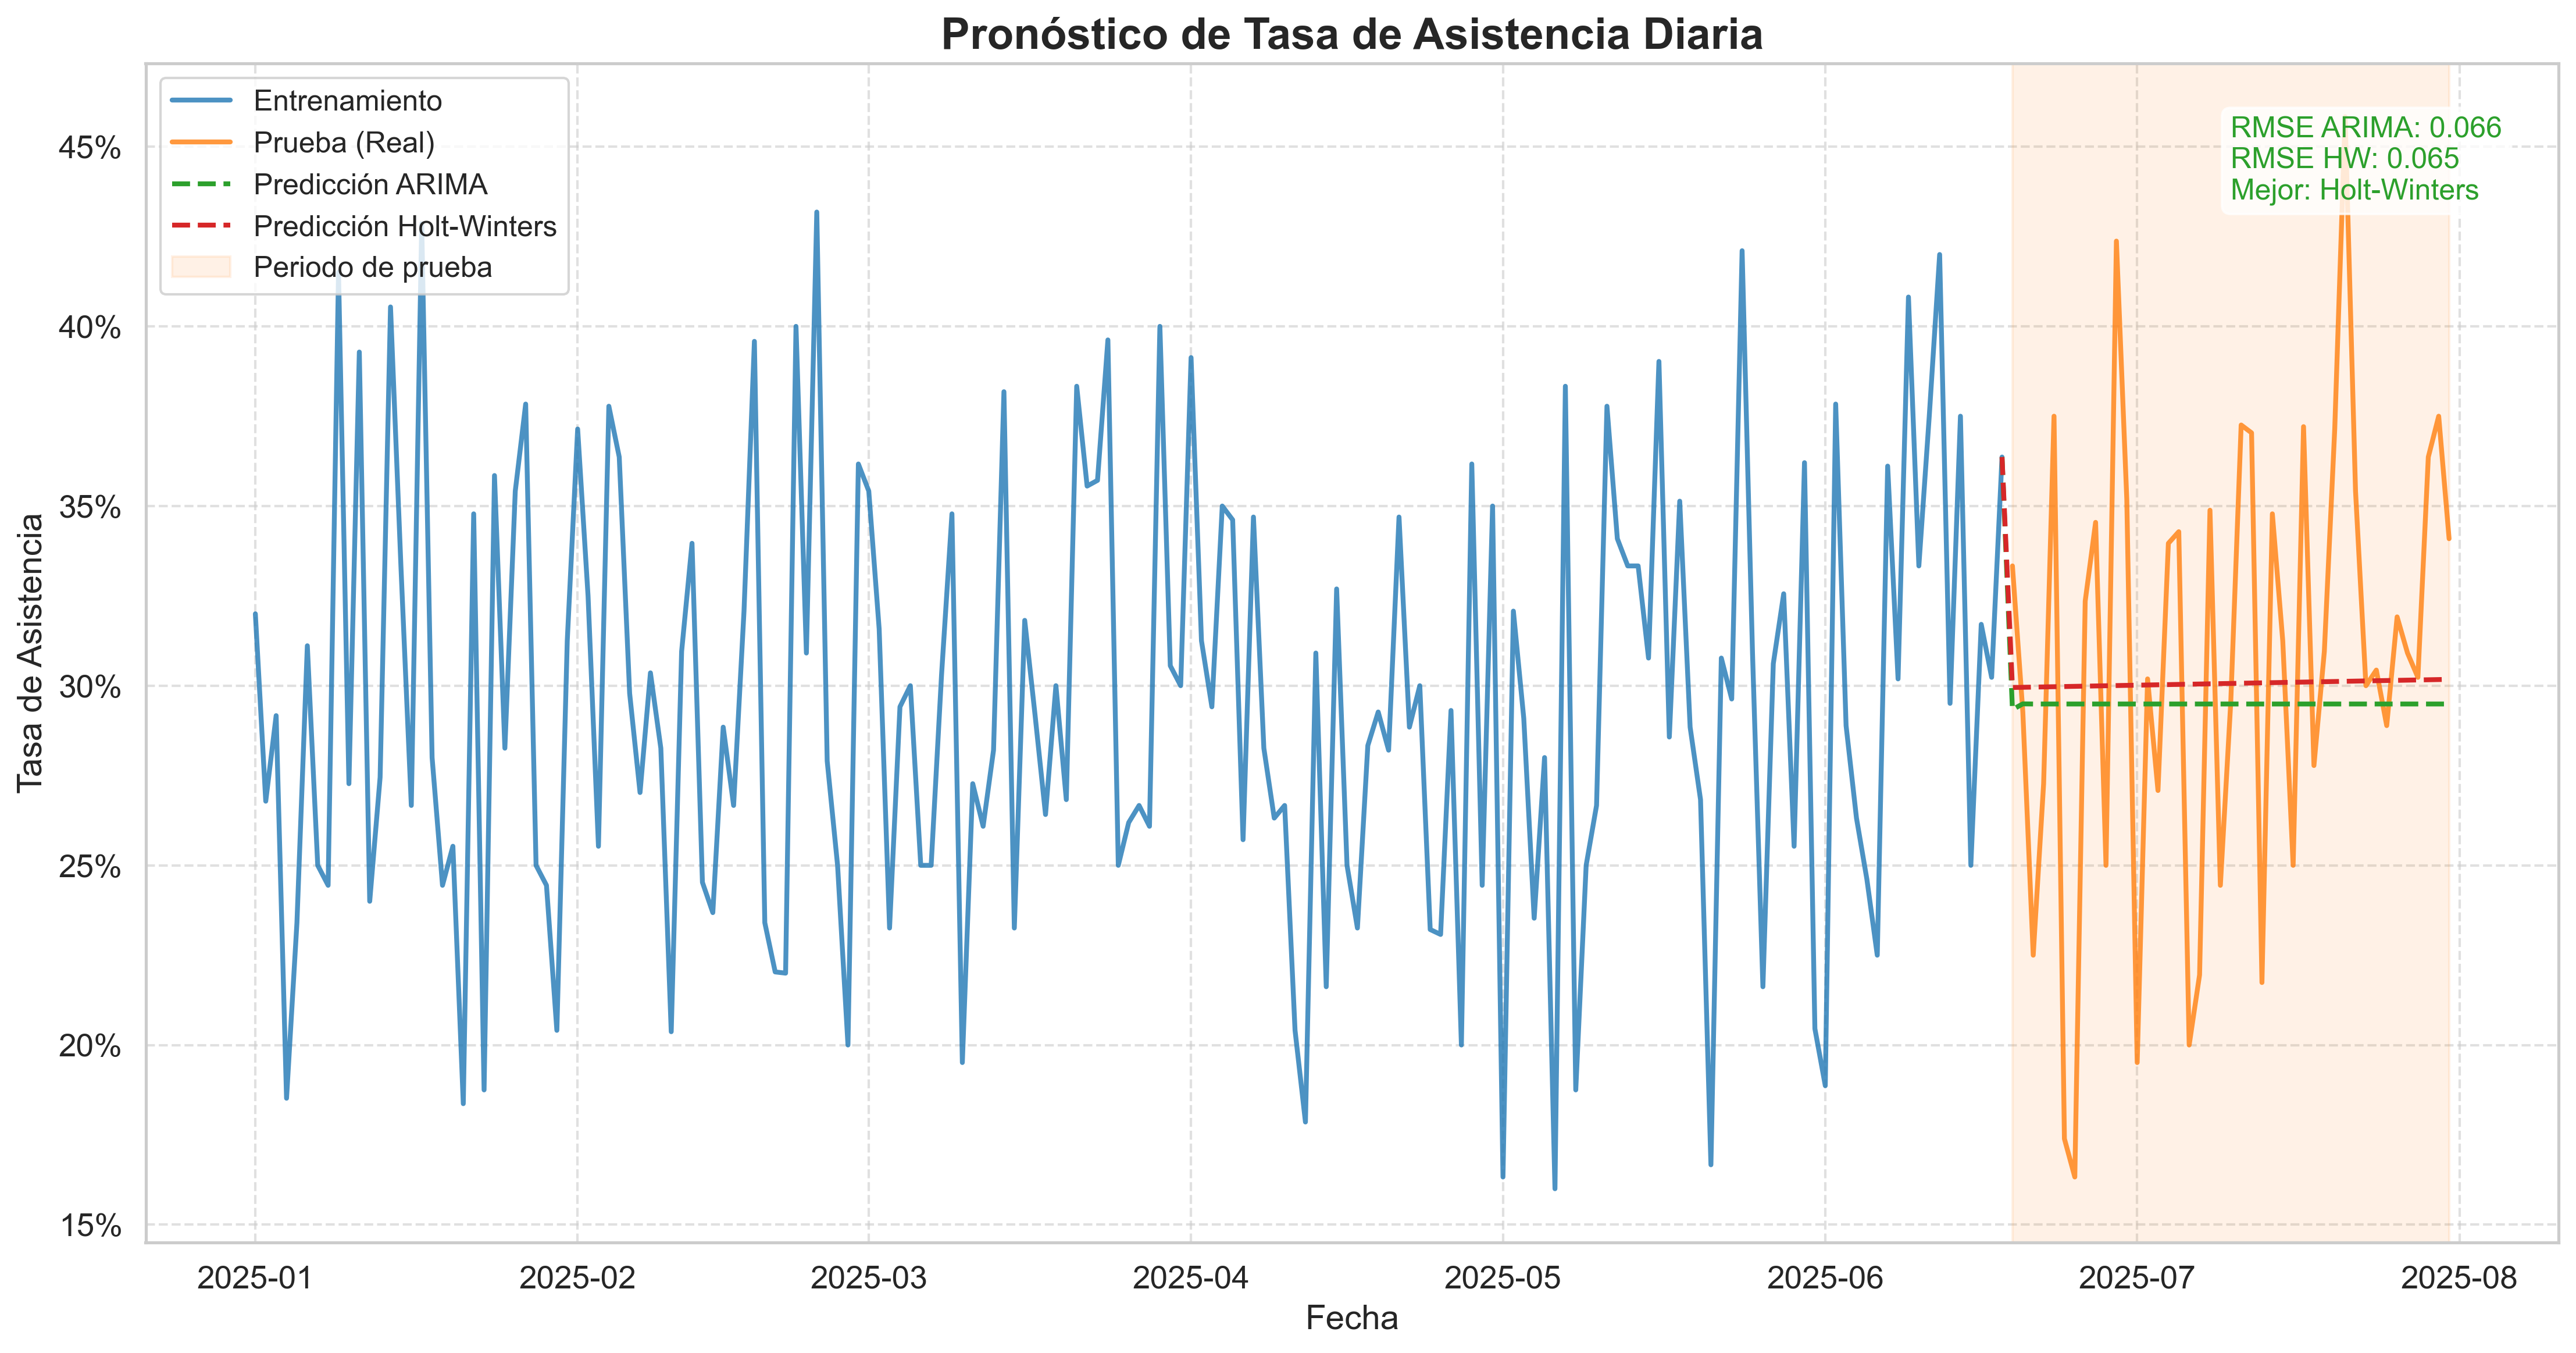 Pronóstico de Tasa de Asistencia Diaria
Entrenamiento
Prueba (Real)
Predicción ARIMA
Predicción Holt-Winters
Periodo de prueba
RMSE ARIMA: 0.066
RMSE HW: 0.065
Mejor: Holt-Winters
Tasa de Asistencia
45%
40%
35%
30%
25%
20%
15%
2025-01
2025-02
2025-03
2025-04
2025-05
2025-06
2025-07
2025-08
Fecha